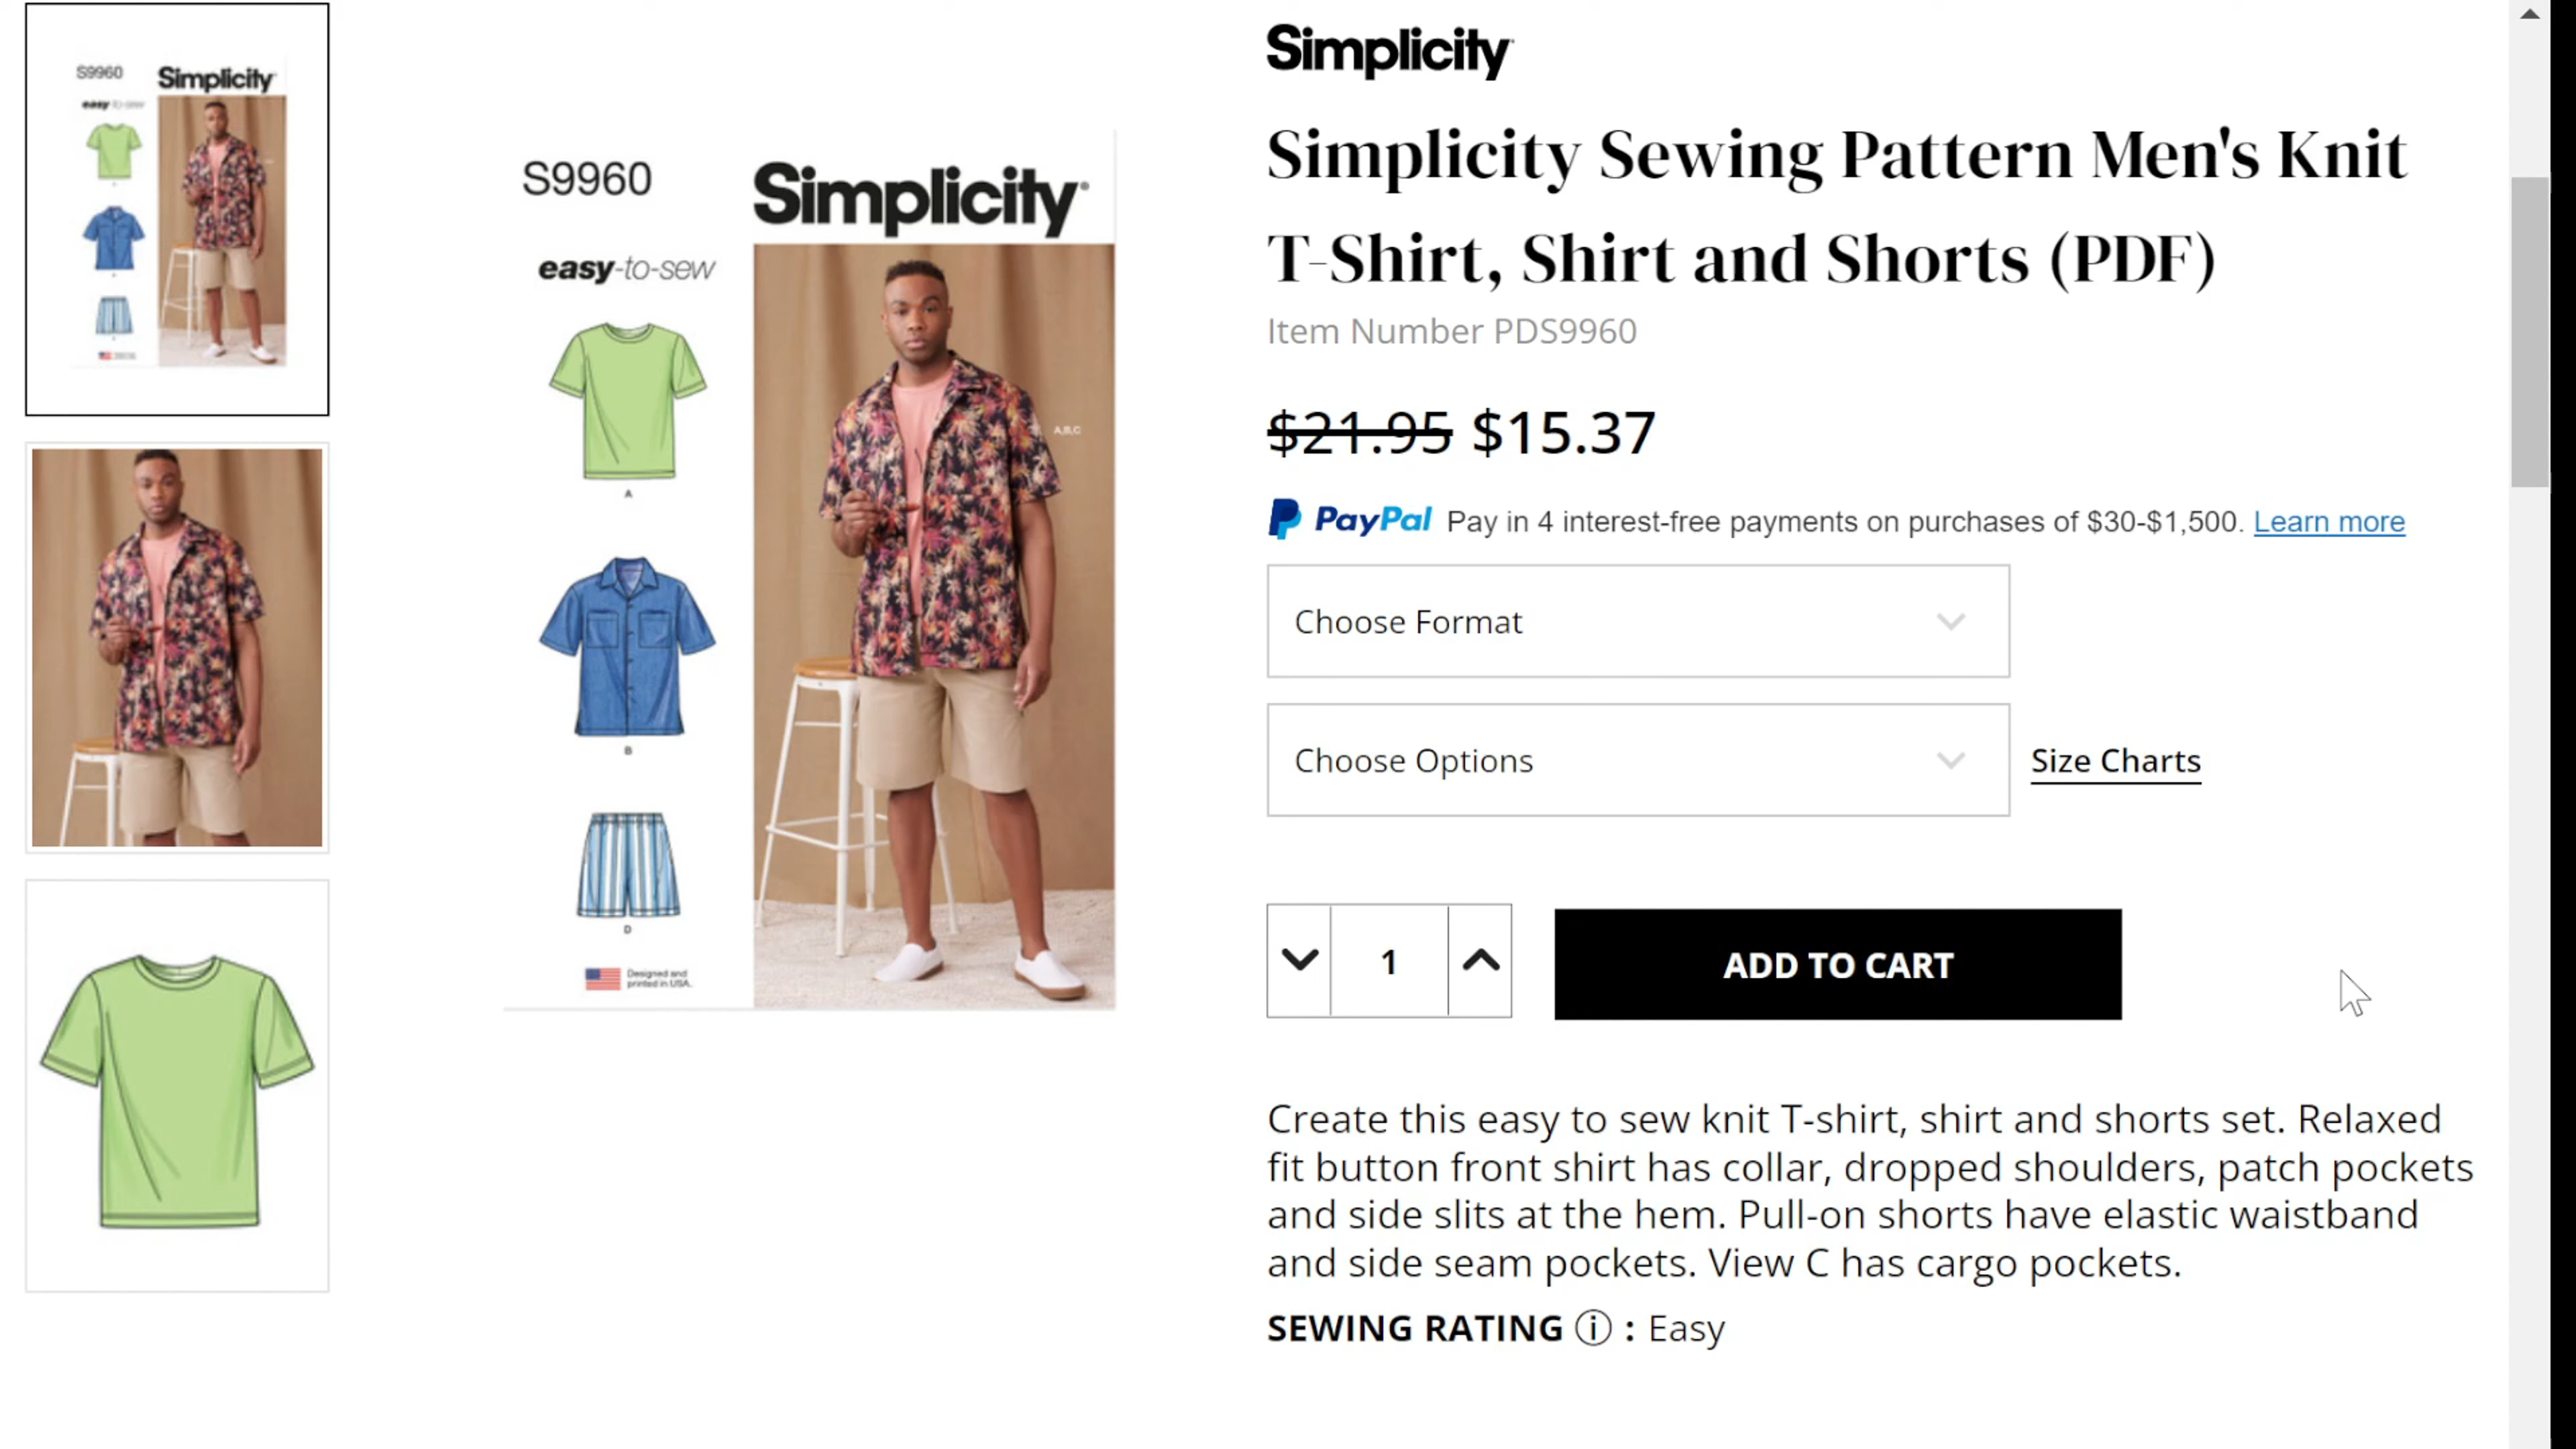 S9960
Simplicity
easy-to-sew
S9960
Simplicity
easy-to-sew
A
B
D
A,B,C
Designed and
printed in USA.
Simplicity
Simplicity Sewing Pattern Men's Knit
T-Shirt, Shirt and Shorts (PDF)
Item Number PDS9960
$21.95 $15.37
PayPal Pay in 4 interest-free payments on purchases of $30-$1,500. Learn more
Choose Format
Choose Options
Size Charts
1
ADD TO CART
Create this easy to sew knit T-shirt, shirt and shorts set. Relaxed
fit button front shirt has collar, dropped shoulders, patch pockets
and side slits at the hem. Pull-on shorts have elastic waistband
and side seam pockets. View C has cargo pockets.
SEWING RATING ⓘ : Easy